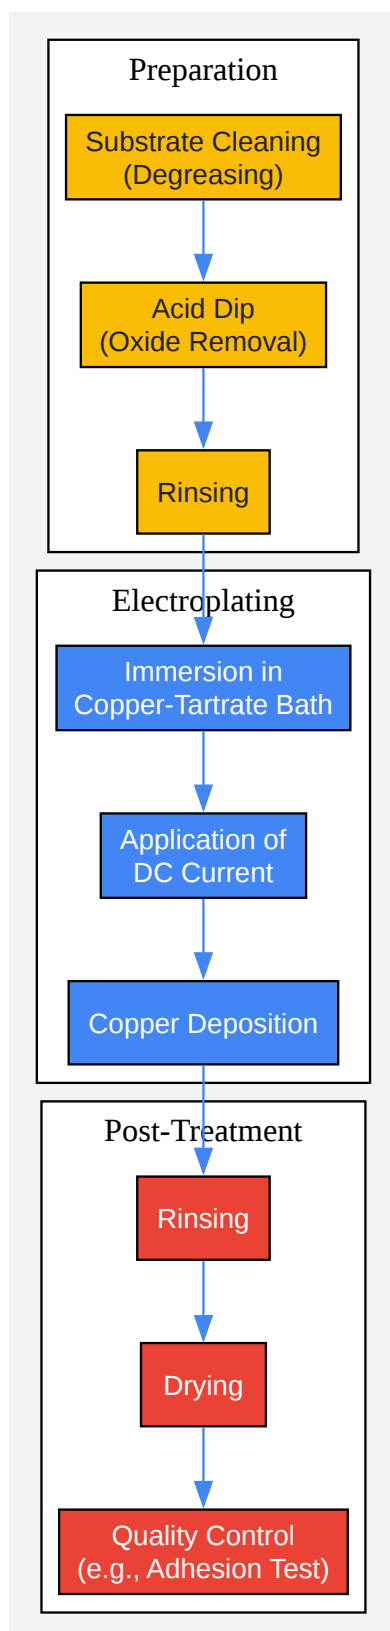 Preparation
Substrate Cleaning
(Degreasing)
Acid Dip
(Oxide Removal)
Rinsing
Electroplating
Immersion in
Copper-Tartrate Bath
Application of
DC Current
Copper Deposition
Post-Treatment
Rinsing
Drying
Quality Control
(e.g., Adhesion Test)